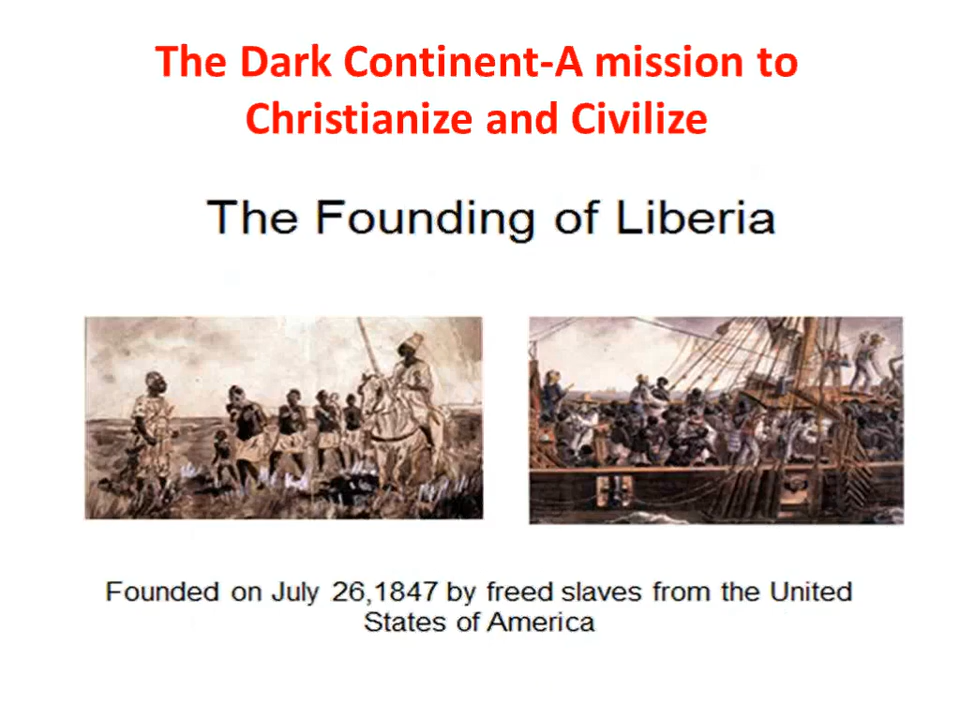 The Dark Continent-A mission to
Christianize and Civilize
The Founding of Liberia
Founded on July 26,1847 by freed slaves from the United
States of America